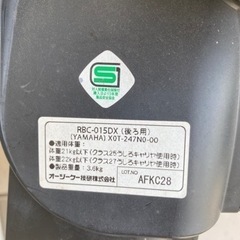 RBC-015DX(後ろ用)
(YAMAHA)X0T-247N0-00
・適用体重:
体重21kg以下(クラス25うしろキャリヤ使用時)
体重22kg以下(クラス27うしろキャリヤ使用時)
・製品重量: 3.6kg
オージーケー技研株式会社
LOT.NO
AFKC28